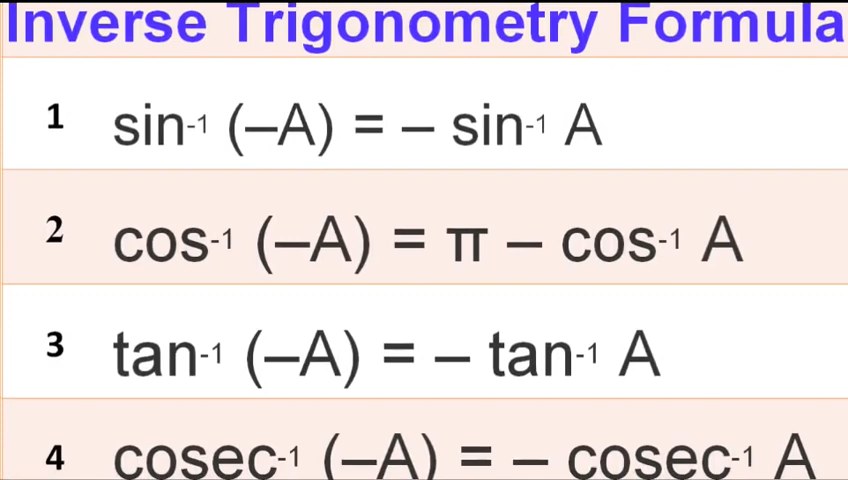 Inverse Trigonometry Formula
1 sin-1 (–A) = – sin-1 A
2 cos-1 (–A) = π – cos-1 A
3 tan-1 (–A) = – tan-1 A
4 cosec-1 (–A) = – cosec-1 A